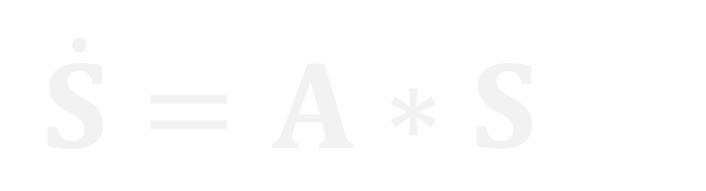 Ṡ = A * S